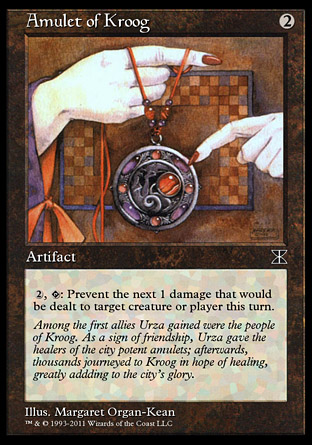 Amulet of Kroog 2
Artifact
2, : Prevent the next 1 damage that would
be dealt to target creature or player this turn.
Among the first allies Urza gained were the people
of Kroog. As a sign of friendship, Urza gave the
healers of the city potent amulets; afterwards,
thousands journeyed to Kroog in hope of healing,
greatly addding to the city's glory.
Illus. Margaret Organ-Kean
™ & © 1993-2011 Wizards of the Coast LLC